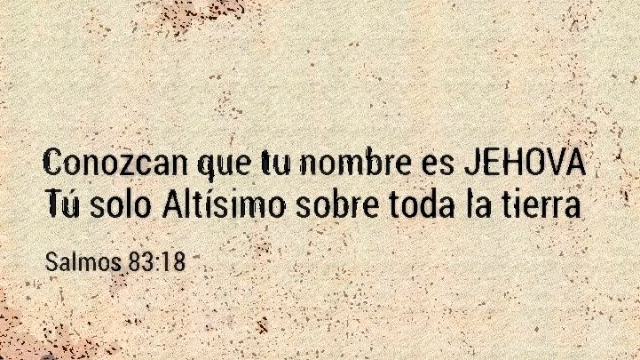 Conozcan que tu nombre es JEHOVA
Tú solo Altísimo sobre toda la tierra
Salmos 83:18